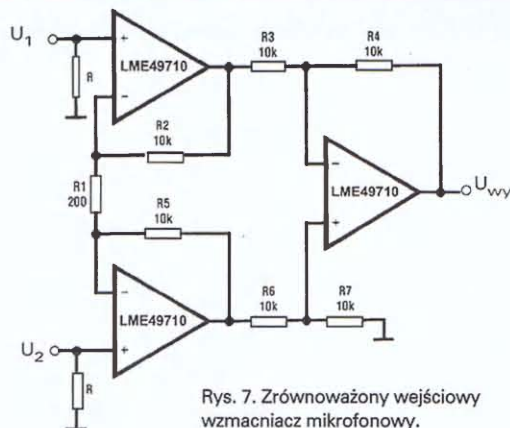 U1
+
R
LME49710
-
R3
10k
R4
10k
R2
10k
R1
200
-
LME49710
+
Uwy
R5
10k
-
LME49710
+
R6
10k
R7
10k
U2
R
Rys. 7. Zrównoważony wejściowy
wzmacniacz mikrofonowy.